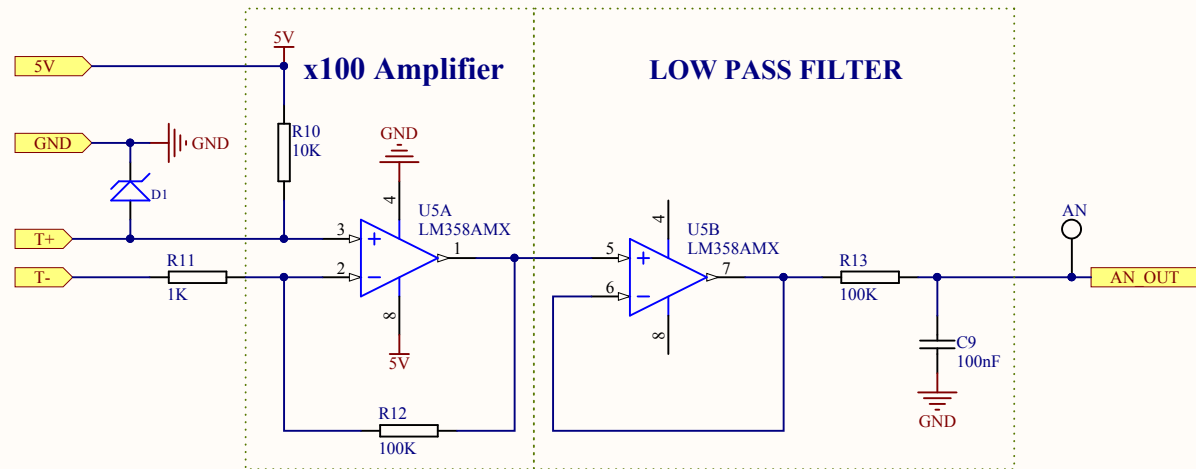 5V
x100 Amplifier
LOW PASS FILTER
5V
GND
GND
R10
10K
GND
D1
4
U5A
LM358AMX
4
U5B
LM358AMX
AN
T+
3
1
5
7
R13
100K
AN_OUT
T-
R11
1K
2
6
8
5V
8
C9
100nF
GND
R12
100K